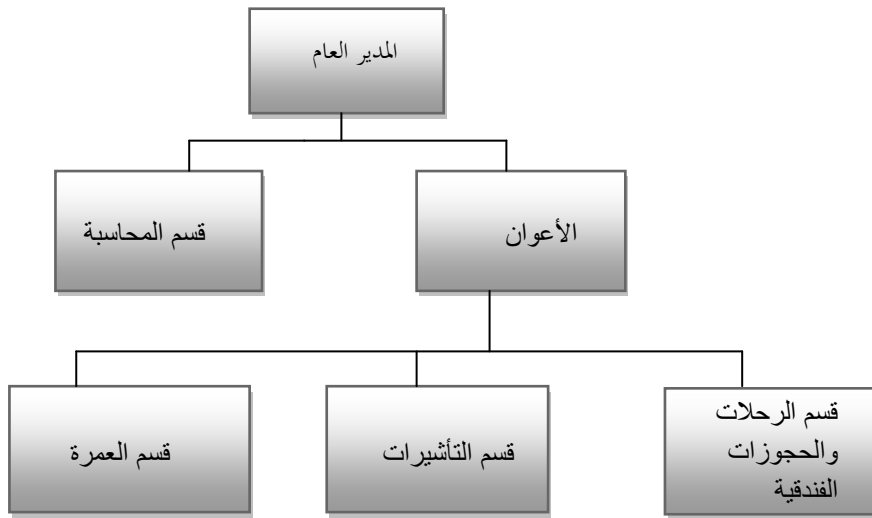 المدير العام
الأعوان
قسم المحاسبة
قسم الرحلات
والحجوزات
الفندقية
قسم التأشيرات
قسم العمرة